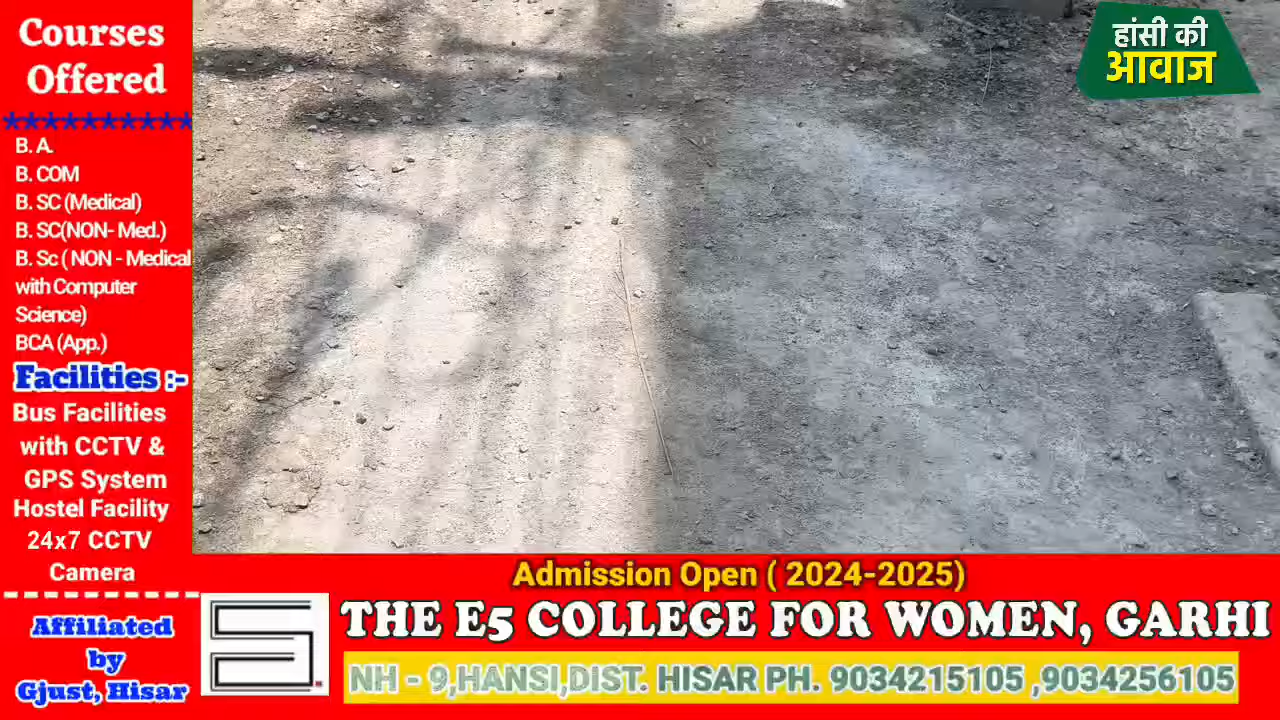 Courses
Offered
**********
B. A.
B. COM
B. SC (Medical)
B. SC(NON- Med.)
B. Sc ( NON - Medical
with Computer
Science)
BCA (App.)
Facilities :-
Bus Facilities
with CCTV &
GPS System
Hostel Facility
24x7 CCTV
Camera
Affiliated
by
Gjust, Hisar
हांसी की
आवाज
Admission Open ( 2024-2025)
E5.
THE E5 COLLEGE FOR WOMEN, GARHI
NH - 9,HANSI,DIST. HISAR PH. 9034215105 ,9034256105